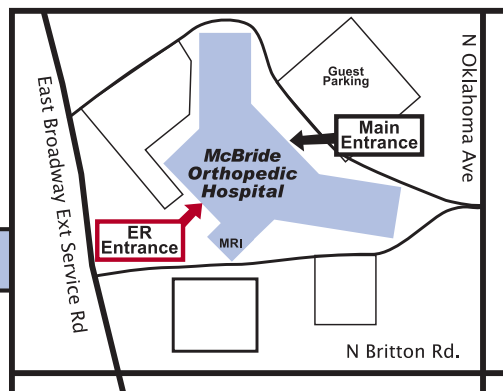 Guest
Parking
N Oklahoma Ave
Main
Entrance
McBride
Orthopedic
Hospital
East Broadway Ext Service Rd
ER
Entrance
MRI
N Britton Rd.